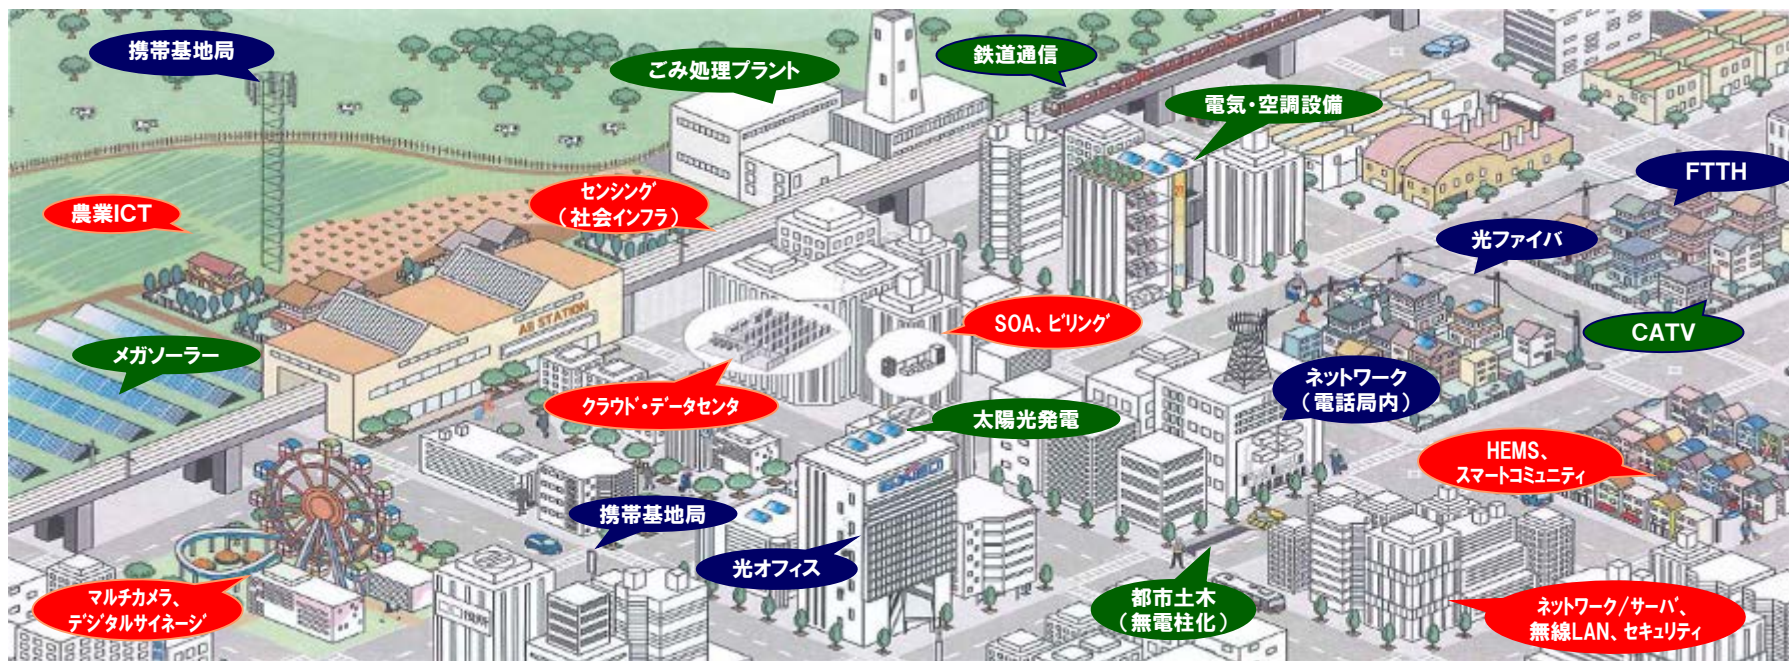 携帯基地局
ごみ処理プラント
鉄道通信
電気・空調設備
FTTH
農業ICT
センシング
（社会インフラ）
光ファイバ
AB STATION
SOA、ビリング
CATV
メガソーラー
クラウド・データセンタ
太陽光発電
ネットワーク
（電話局内）
HEMS、
スマートコミュニティ
携帯基地局
光オフィス
マルチカメラ、
デジタルサイネージ
都市土木
（無電柱化）
ネットワーク/サーバ、
無線LAN、セキュリティ